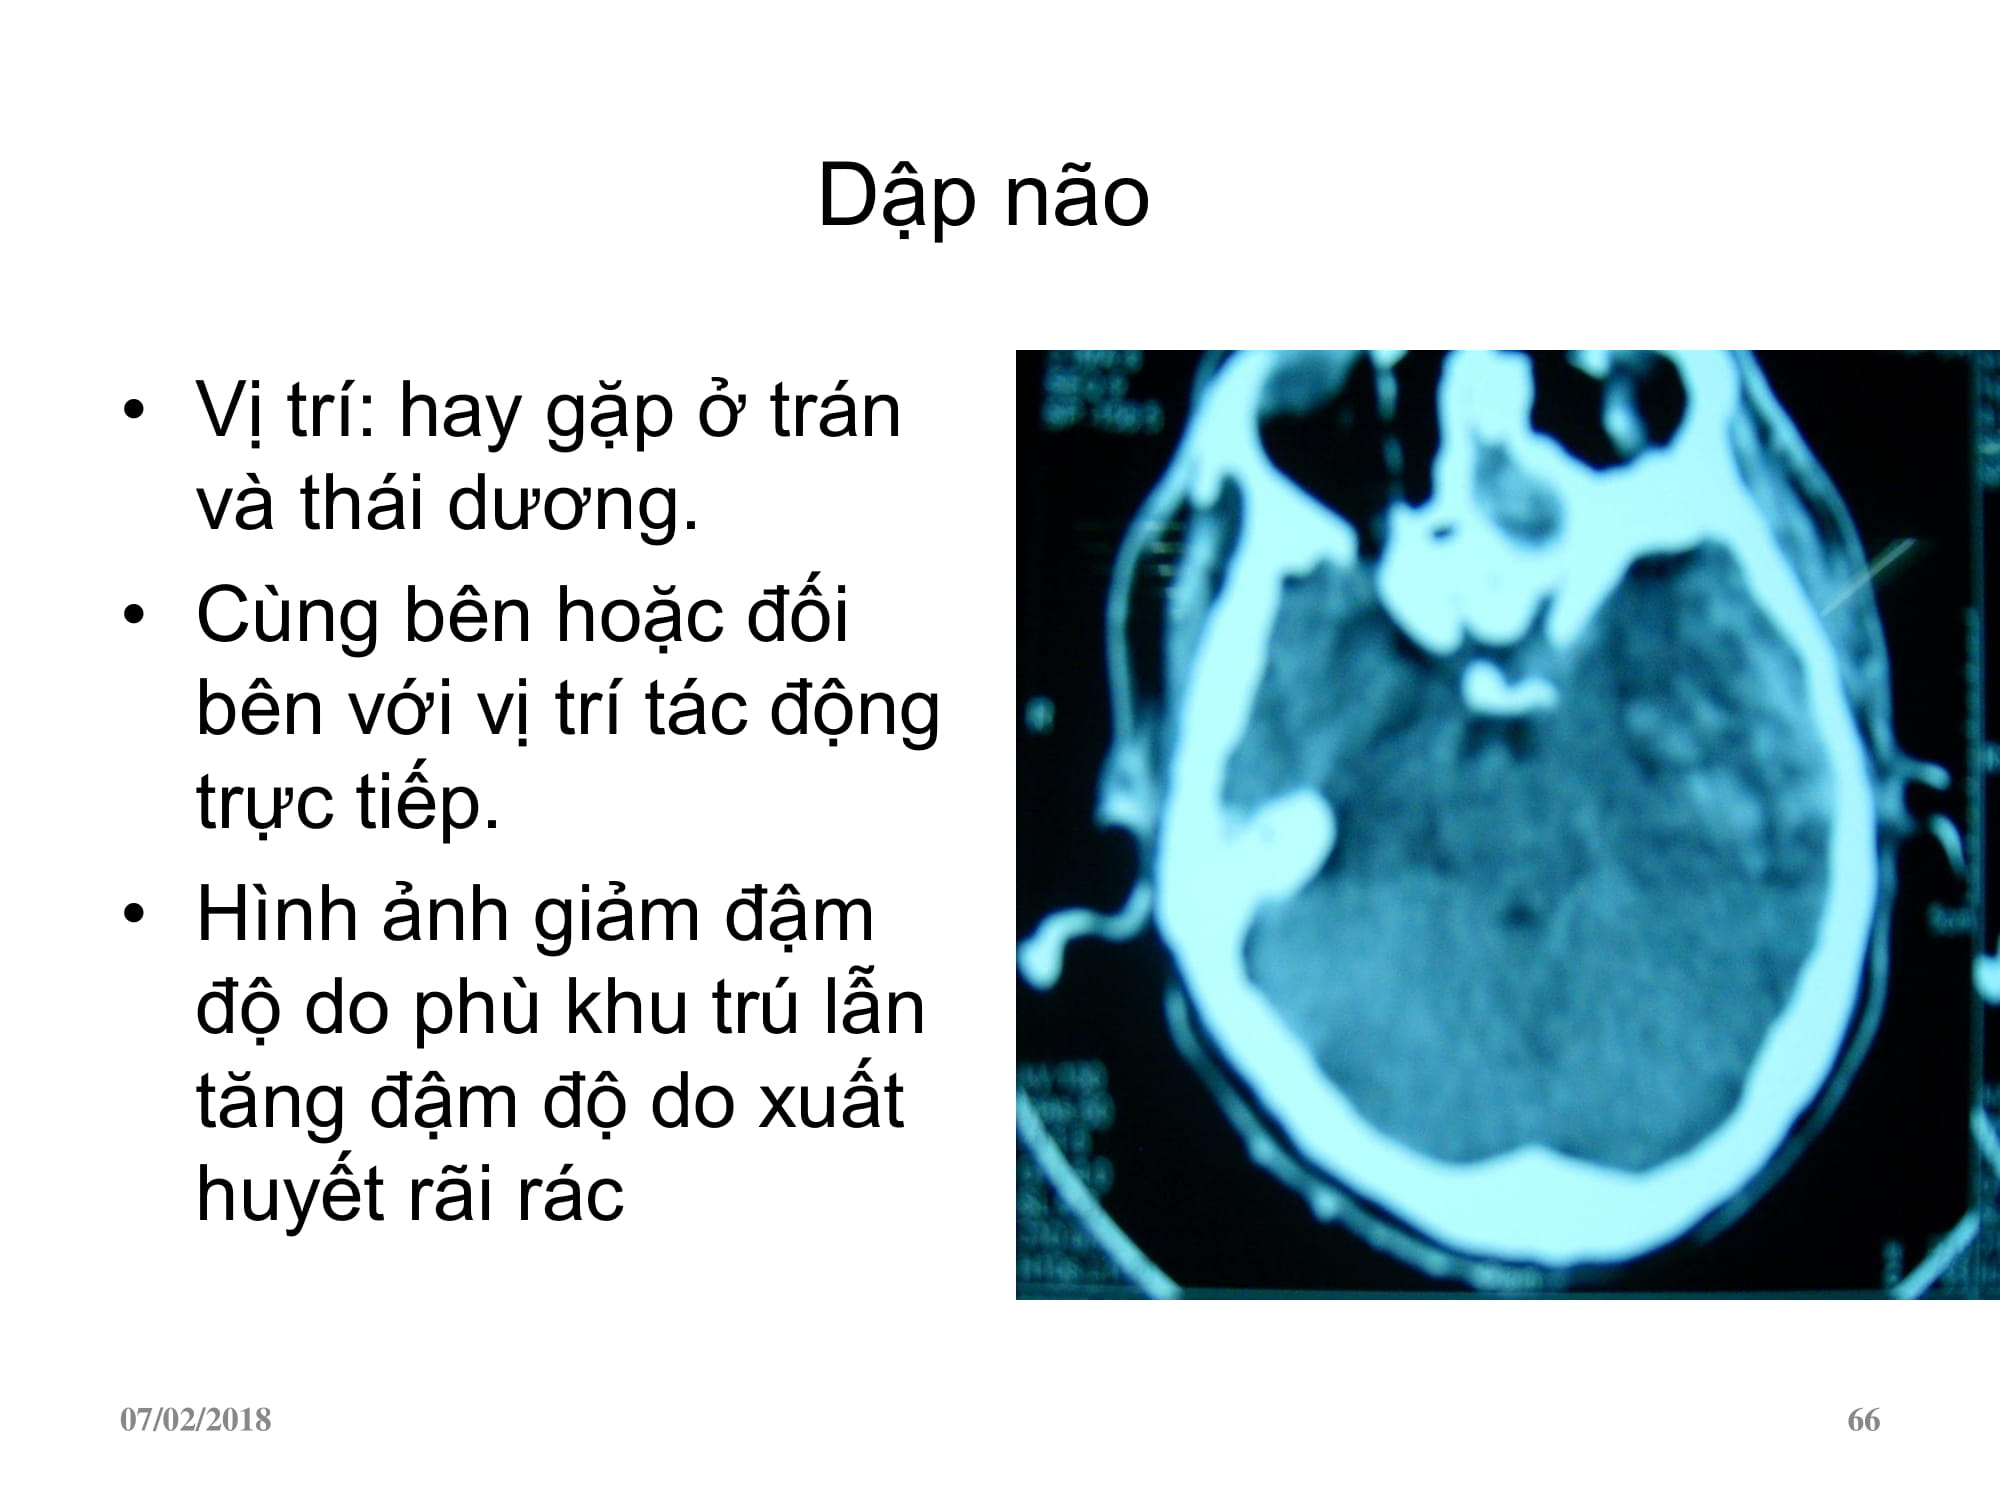 Dập não
• Vị trí: hay gặp ở trán
và thái dương.
• Cùng bên hoặc đối
bên với vị trí tác động
trực tiếp.
• Hình ảnh giảm đậm
độ do phù khu trú lẫn
tăng đậm độ do xuất
huyết rãi rác
07/02/2018
66